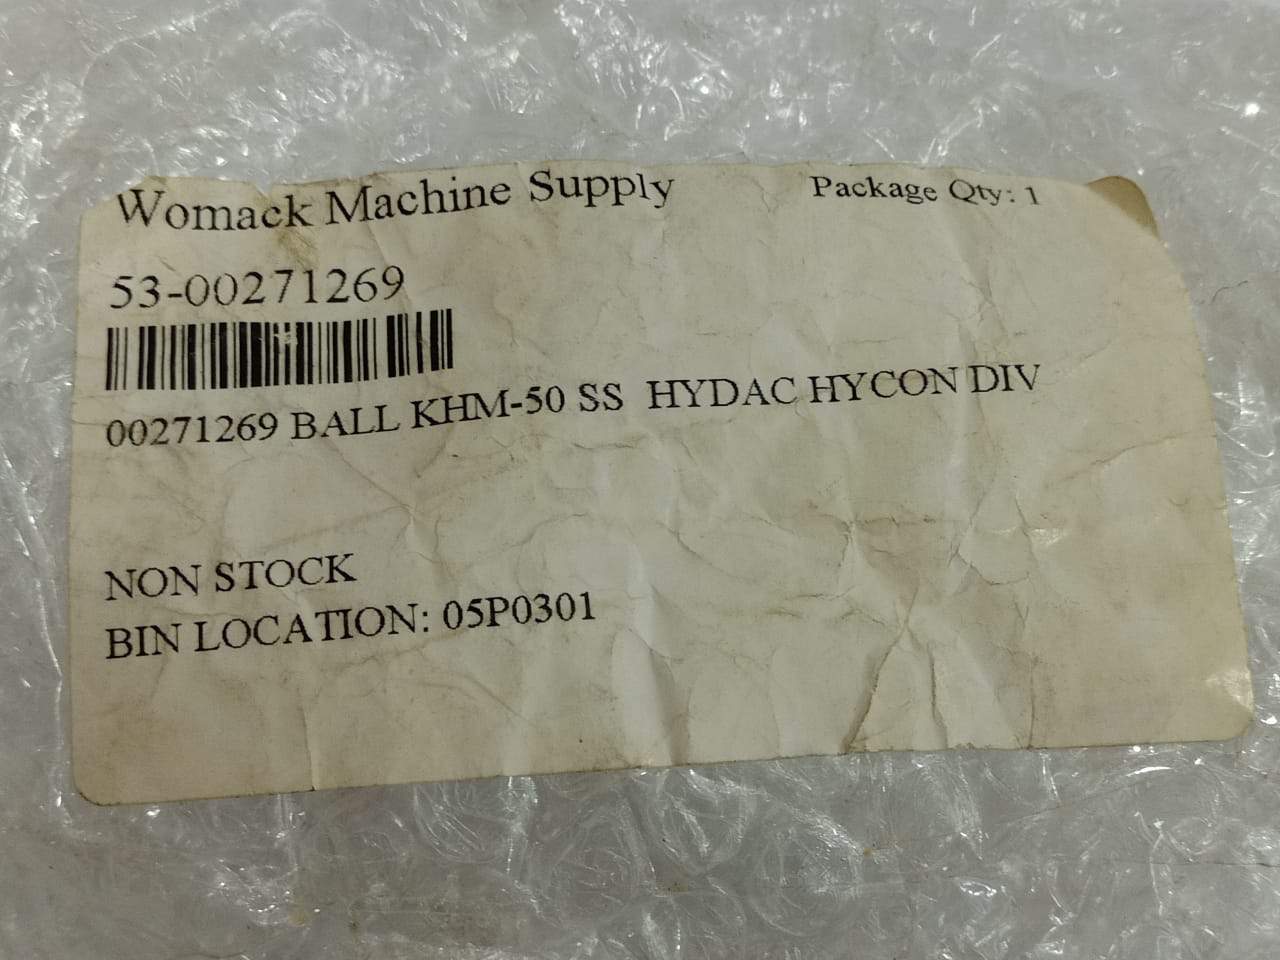 Womack Machine Supply Package Qty: 1
53-00271269
00271269 BALL KHM-50 SS HYDAC HYCON DIV
NON STOCK
BIN LOCATION: 05P0301